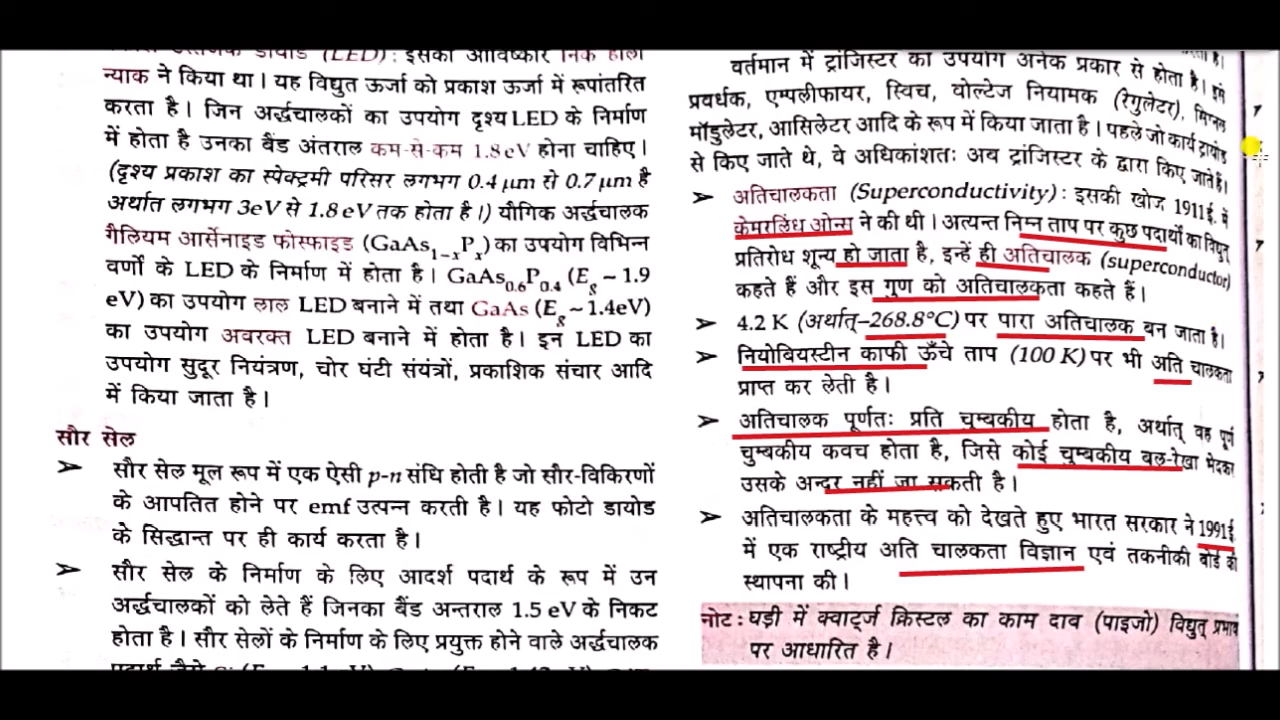 (LED) : इसका आविष्कार निक होलो
न्याक ने किया था। यह विद्युत ऊर्जा को प्रकाश ऊर्जा में रूपांतरित
करता है। जिन अर्द्धचालकों का उपयोग दृश्य LED के निर्माण
में होता है उनका बैंड अंतराल कम-से-कम 1.8 eV होना चाहिए।
(दृश्य प्रकाश का स्पेक्ट्रमी परिसर लगभग 0.4 μm से 0.7 μm है
अर्थात लगभग 3eV से 1.8 eV तक होता है।) यौगिक अर्द्धचालक
गैलियम आर्सेनाइड फोस्फाइड (GaAs1–xPx) का उपयोग विभिन्न
वर्णों के LED के निर्माण में होता है। GaAs0.6P0.4 (Eg ~ 1.9
eV) का उपयोग लाल LED बनाने में तथा GaAs (Eg ~ 1.4eV)
का उपयोग अवरक्त LED बनाने में होता है। इन LED का
उपयोग सुदूर नियंत्रण, चोर घंटी संयंत्रों, प्रकाशिक संचार आदि
में किया जाता है।
सौर सेल
➤ सौर सेल मूल रूप में एक ऐसी p-n संधि होती है जो सौर-विकिरणों
के आपतित होने पर emf उत्पन्न करती है। यह फोटो डायोड
के सिद्धान्त पर ही कार्य करता है।
➤ सौर सेल के निर्माण के लिए आदर्श पदार्थ के रूप में उन
अर्द्धचालकों को लेते हैं जिनका बैंड अन्तराल 1.5 eV के निकट
होता है। सौर सेलों के निर्माण के लिए प्रयुक्त होने वाले अर्द्धचालक
वर्तमान में ट्रांजिस्टर का उपयोग अनेक प्रकार से होता है। इसे
प्रवर्धक, एम्पलीफायर, स्विच, वोल्टेज नियामक (रेगुलेटर), सिग्नल
मॉडुलेटर, आसिलेटर आदि के रूप में किया जाता है। पहले जो कार्य ट्रायोड
से किए जाते थे, वे अधिकांशतः अब ट्रांजिस्टर के द्वारा किए जाते हैं।
➤ अतिचालकता (Superconductivity) : इसकी खोज 1911ई. में
केमरलिंध ओन्स ने की थी। अत्यन्त निम्न ताप पर कुछ पदार्थों का विद्युत
प्रतिरोध शून्य हो जाता है, इन्हें ही अतिचालक (superconductor)
कहते हैं और इस गुण को अतिचालकता कहते हैं।
➤ 4.2 K (अर्थात्–268.8°C) पर पारा अतिचालक बन जाता है।
➤ नियोबियस्टीन काफी ऊँचे ताप (100 K) पर भी अति चालकता
प्राप्त कर लेती है।
➤ अतिचालक पूर्णतः प्रति चुम्बकीय होता है, अर्थात् वह पूर्ण
चुम्बकीय कवच होता है, जिसे कोई चुम्बकीय बल-रेखा भेदकर
उसके अन्दर नहीं जा सकती है।
➤ अतिचालकता के महत्त्व को देखते हुए भारत सरकार ने 1991ई.
में एक राष्ट्रीय अति चालकता विज्ञान एवं तकनीकी बोर्ड की
स्थापना की।
नोट : घड़ी में क्वार्ट्ज क्रिस्टल का काम दाब (पाइजो) विद्युत् प्रभाव
पर आधारित है।